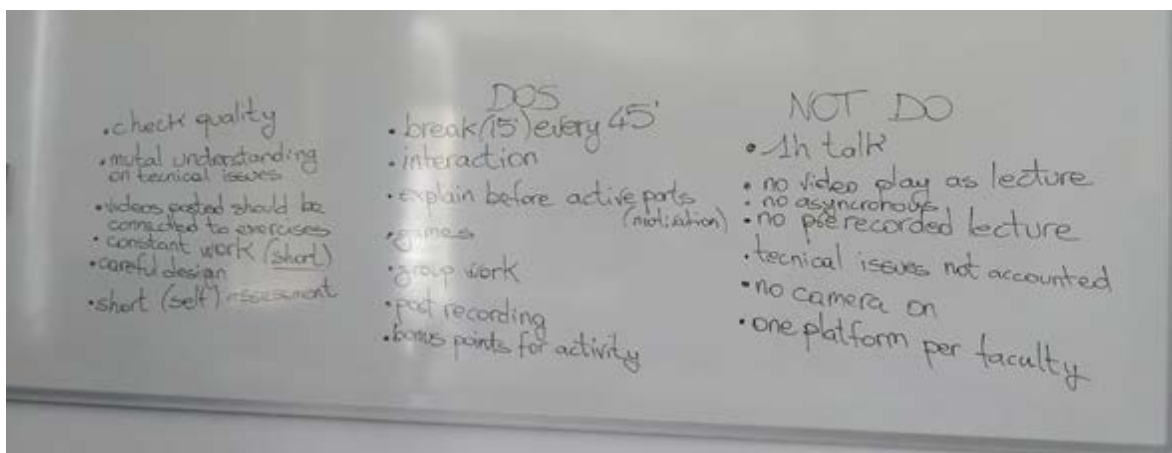 • check quality
• mutal understanding
on tecnical issues
• videos posted should be
connected to exercises
• constant work (short)
• careful design
• short (self) assessment
DOS
• break (15') every 45'
• interaction
• explain before active parts
(motivation)
• games
• group work
• post recording
• bonus points for activity
NOT DO
• 1h talk
• no video play as lecture
• no asyncrohous
• no prerecorded lecture
• tecnical issues not accounted
• no camera on
• one platform per faculty